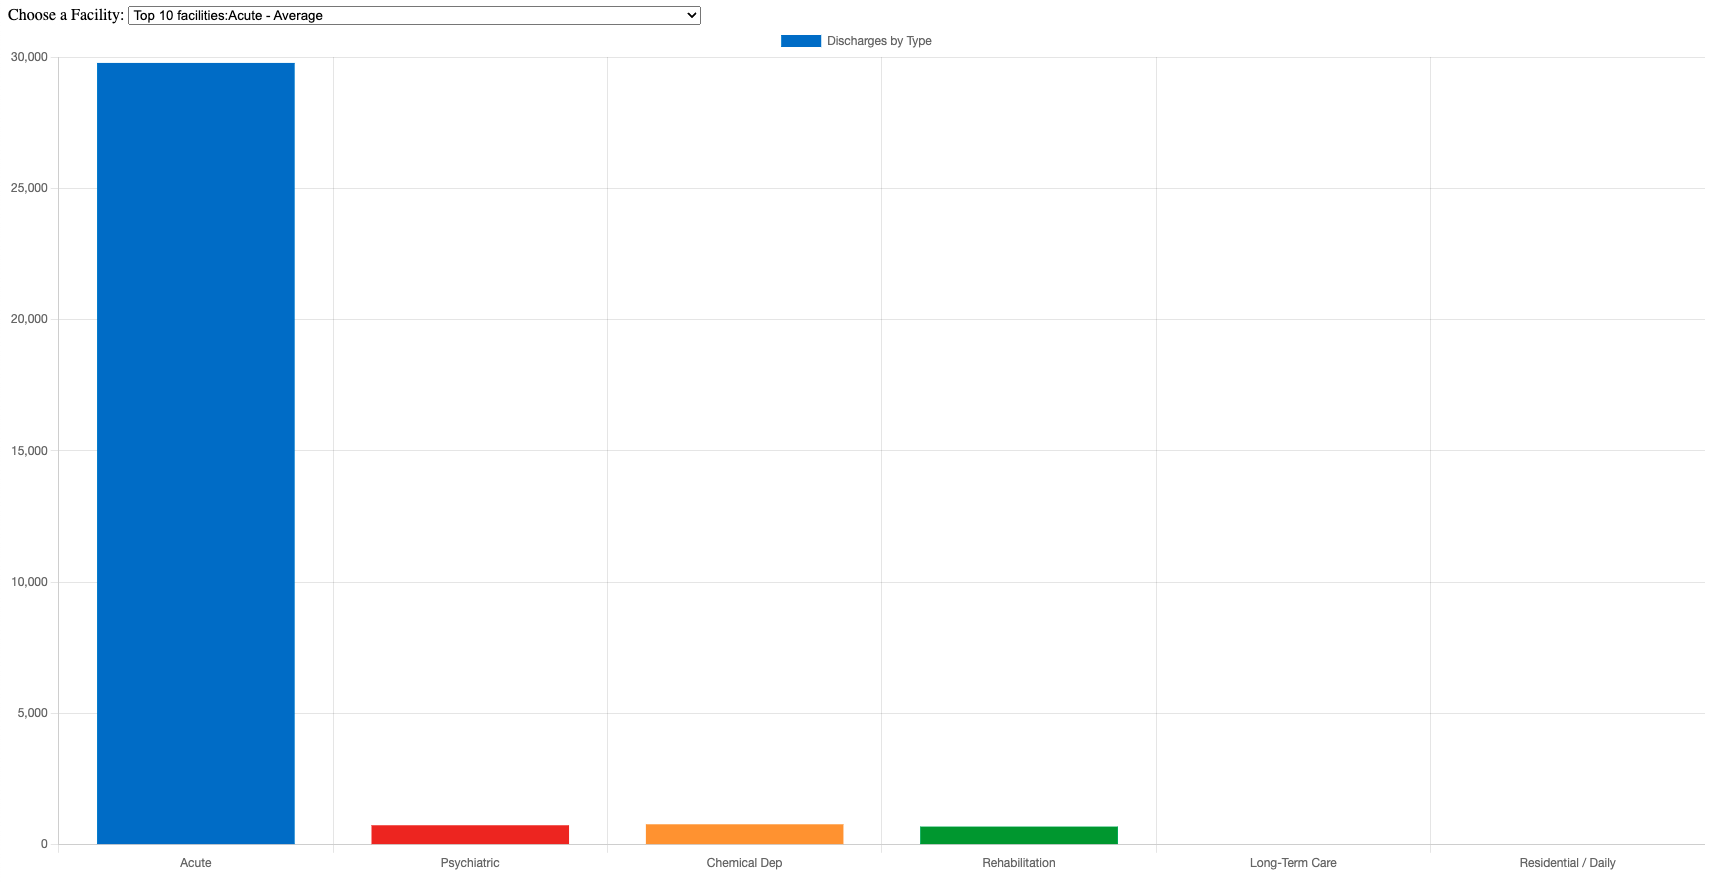 Choose a Facility: Top 10 facilities:Acute - Average
Discharges by Type
30,000
25,000
20,000
15,000
10,000
5,000
0
Acute Psychiatric Chemical Dep Rehabilitation Long-Term Care Residential / Daily